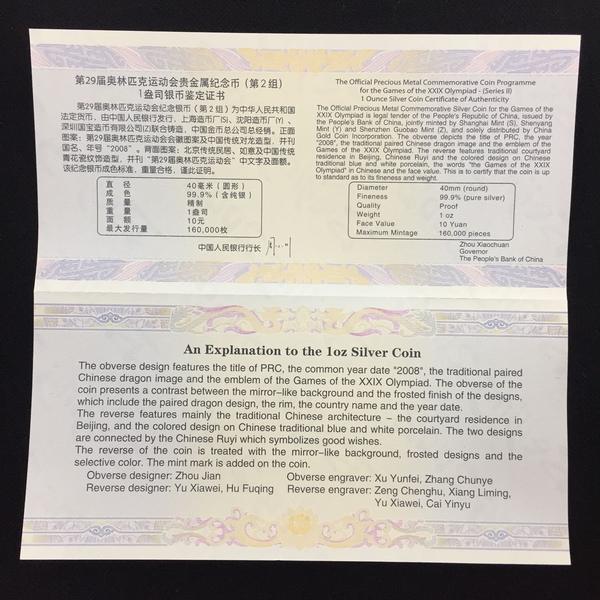 第29届奥林匹克运动会贵金属纪念币（第2组）
1盎司银币鉴定证书
第29届奥林匹克运动会纪念银币（第2组）为中华人民共和国
法定货币，由中国人民银行发行，上海造币厂(S)、沈阳造币厂(Y)、
深圳国宝造币有限公司(Z)联合铸造，中国金币总公司总经销。正面
图案：第29届奥林匹克运动会会徽图案及中国传统对龙造型，并刊
国名、年号“2008”。背面图案：北京传统民居、如意及中国传统
青花瓷纹饰造型，并刊“第29届奥林匹克运动会”中文字及面额。
该纪念银币成色标准，重量合格，谨此证明。
直径 40毫米（圆形）
成色 99.9%（含纯银）
质量 精制
重量 1盎司
面额 10元
最大发行量 160,000枚
中国人民银行行长
The Official Precious Metal Commemorative Coin Programme
for the Games of the XXIX Olympiad - (Series II)
1 Ounce Silver Coin Certificate of Authenticity
The Official Precious Metal Commemorative Silver Coin for the Games of
the XXIX Olympiad is legal tender of the People's Republic of China, issued by
the People's Bank of China, jointly minted by Shanghai Mint (S), Shenyang
Mint (Y) and Shenzhen Guobao Mint (Z), and solely distributed by China
Gold Coin Incorporation. The obverse depicts the title of PRC, the year
"2008", the traditional paired Chinese dragon image and the emblem of the
Games of the XXIX Olympiad. The reverse features traditional courtyard
residence in Beijing, Chinese Ruyi and the colored design on Chinese
traditional blue and white porcelain, the words "the Games of the XXIX
Olympiad" in Chinese and the face value. This is to certify that the coin is up
to standard as to its fineness and weight.
Diameter 40mm (round)
Fineness 99.9% (pure silver)
Quality Proof
Weight 1 oz
Face Value 10 Yuan
Maximum Mintage 160,000 pieces
Zhou Xiaochuan
Governor
The People's Bank of China
An Explanation to the 1oz Silver Coin
The obverse design features the title of PRC, the common year date "2008", the traditional paired
Chinese dragon image and the emblem of the Games of the XXIX Olympiad. The obverse of the
coin presents a contrast between the mirror-like background and the frosted finish of the designs,
which include the paired dragon design, the rim, the country name and the year date.
The reverse features mainly the traditional Chinese architecture - the courtyard residence in
Beijing, and the colored design on Chinese traditional blue and white porcelain. The two designs
are connected by the Chinese Ruyi which symbolizes good wishes.
The reverse of the coin is treated with the mirror-like background, frosted designs and the
selective color. The mint mark is added on the coin.
Obverse designer: Zhou Jian Obverse engraver: Xu Yunfei, Zhang Chunye
Reverse designer: Yu Xiawei, Hu Fuqing Reverse engraver: Zeng Chenghu, Xiang Liming,
Yu Xiawei, Cai Yinyu